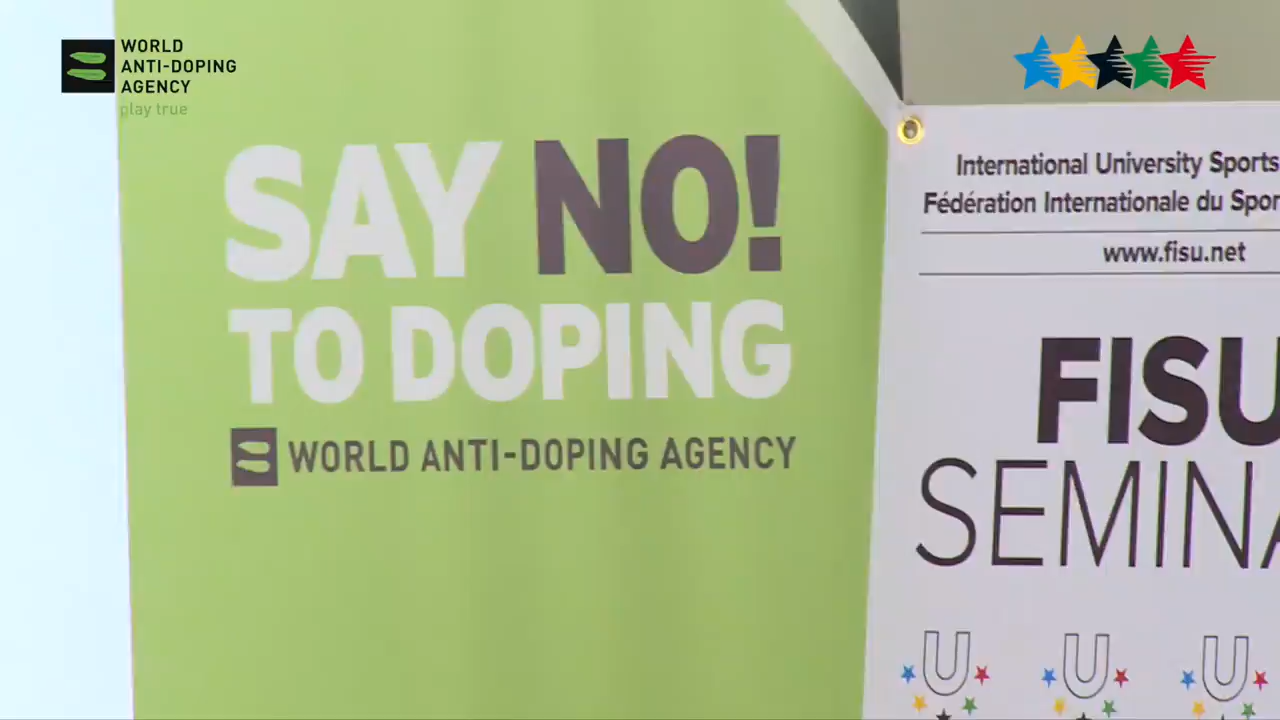 WORLD
ANTI-DOPING
AGENCY
play true
SAY NO!
TO DOPING
WORLD ANTI-DOPING AGENCY
International University Sports
Fédération Internationale du Spor
www.fisu.net
FISU
SEMINA
U U U